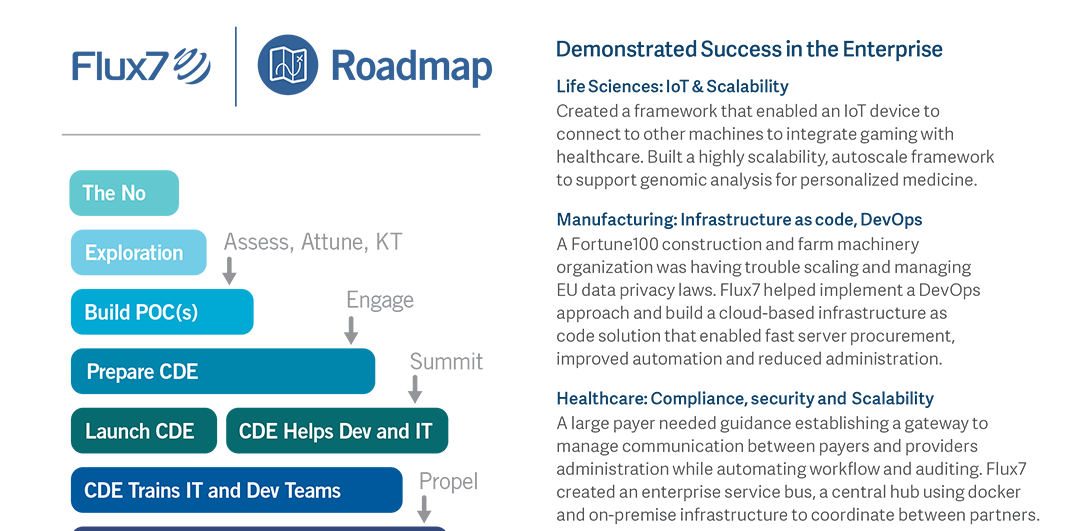 Flux7
Roadmap
The No
Exploration
Assess, Attune, KT
Build POC(s)
Engage
Prepare CDE
Summit
Launch CDE
CDE Helps Dev and IT
CDE Trains IT and Dev Teams
Propel
Demonstrated Success in the Enterprise
Life Sciences: IoT & Scalability
Created a framework that enabled an IoT device to
connect to other machines to integrate gaming with
healthcare. Built a highly scalability, autoscale framework
to support genomic analysis for personalized medicine.
Manufacturing: Infrastructure as code, DevOps
A Fortune100 construction and farm machinery
organization was having trouble scaling and managing
EU data privacy laws. Flux7 helped implement a DevOps
approach and build a cloud-based infrastructure as
code solution that enabled fast server procurement,
improved automation and reduced administration.
Healthcare: Compliance, security and Scalability
A large payer needed guidance establishing a gateway to
manage communication between payers and providers
administration while automating workflow and auditing. Flux7
created an enterprise service bus, a central hub using docker
and on-premise infrastructure to coordinate between partners.